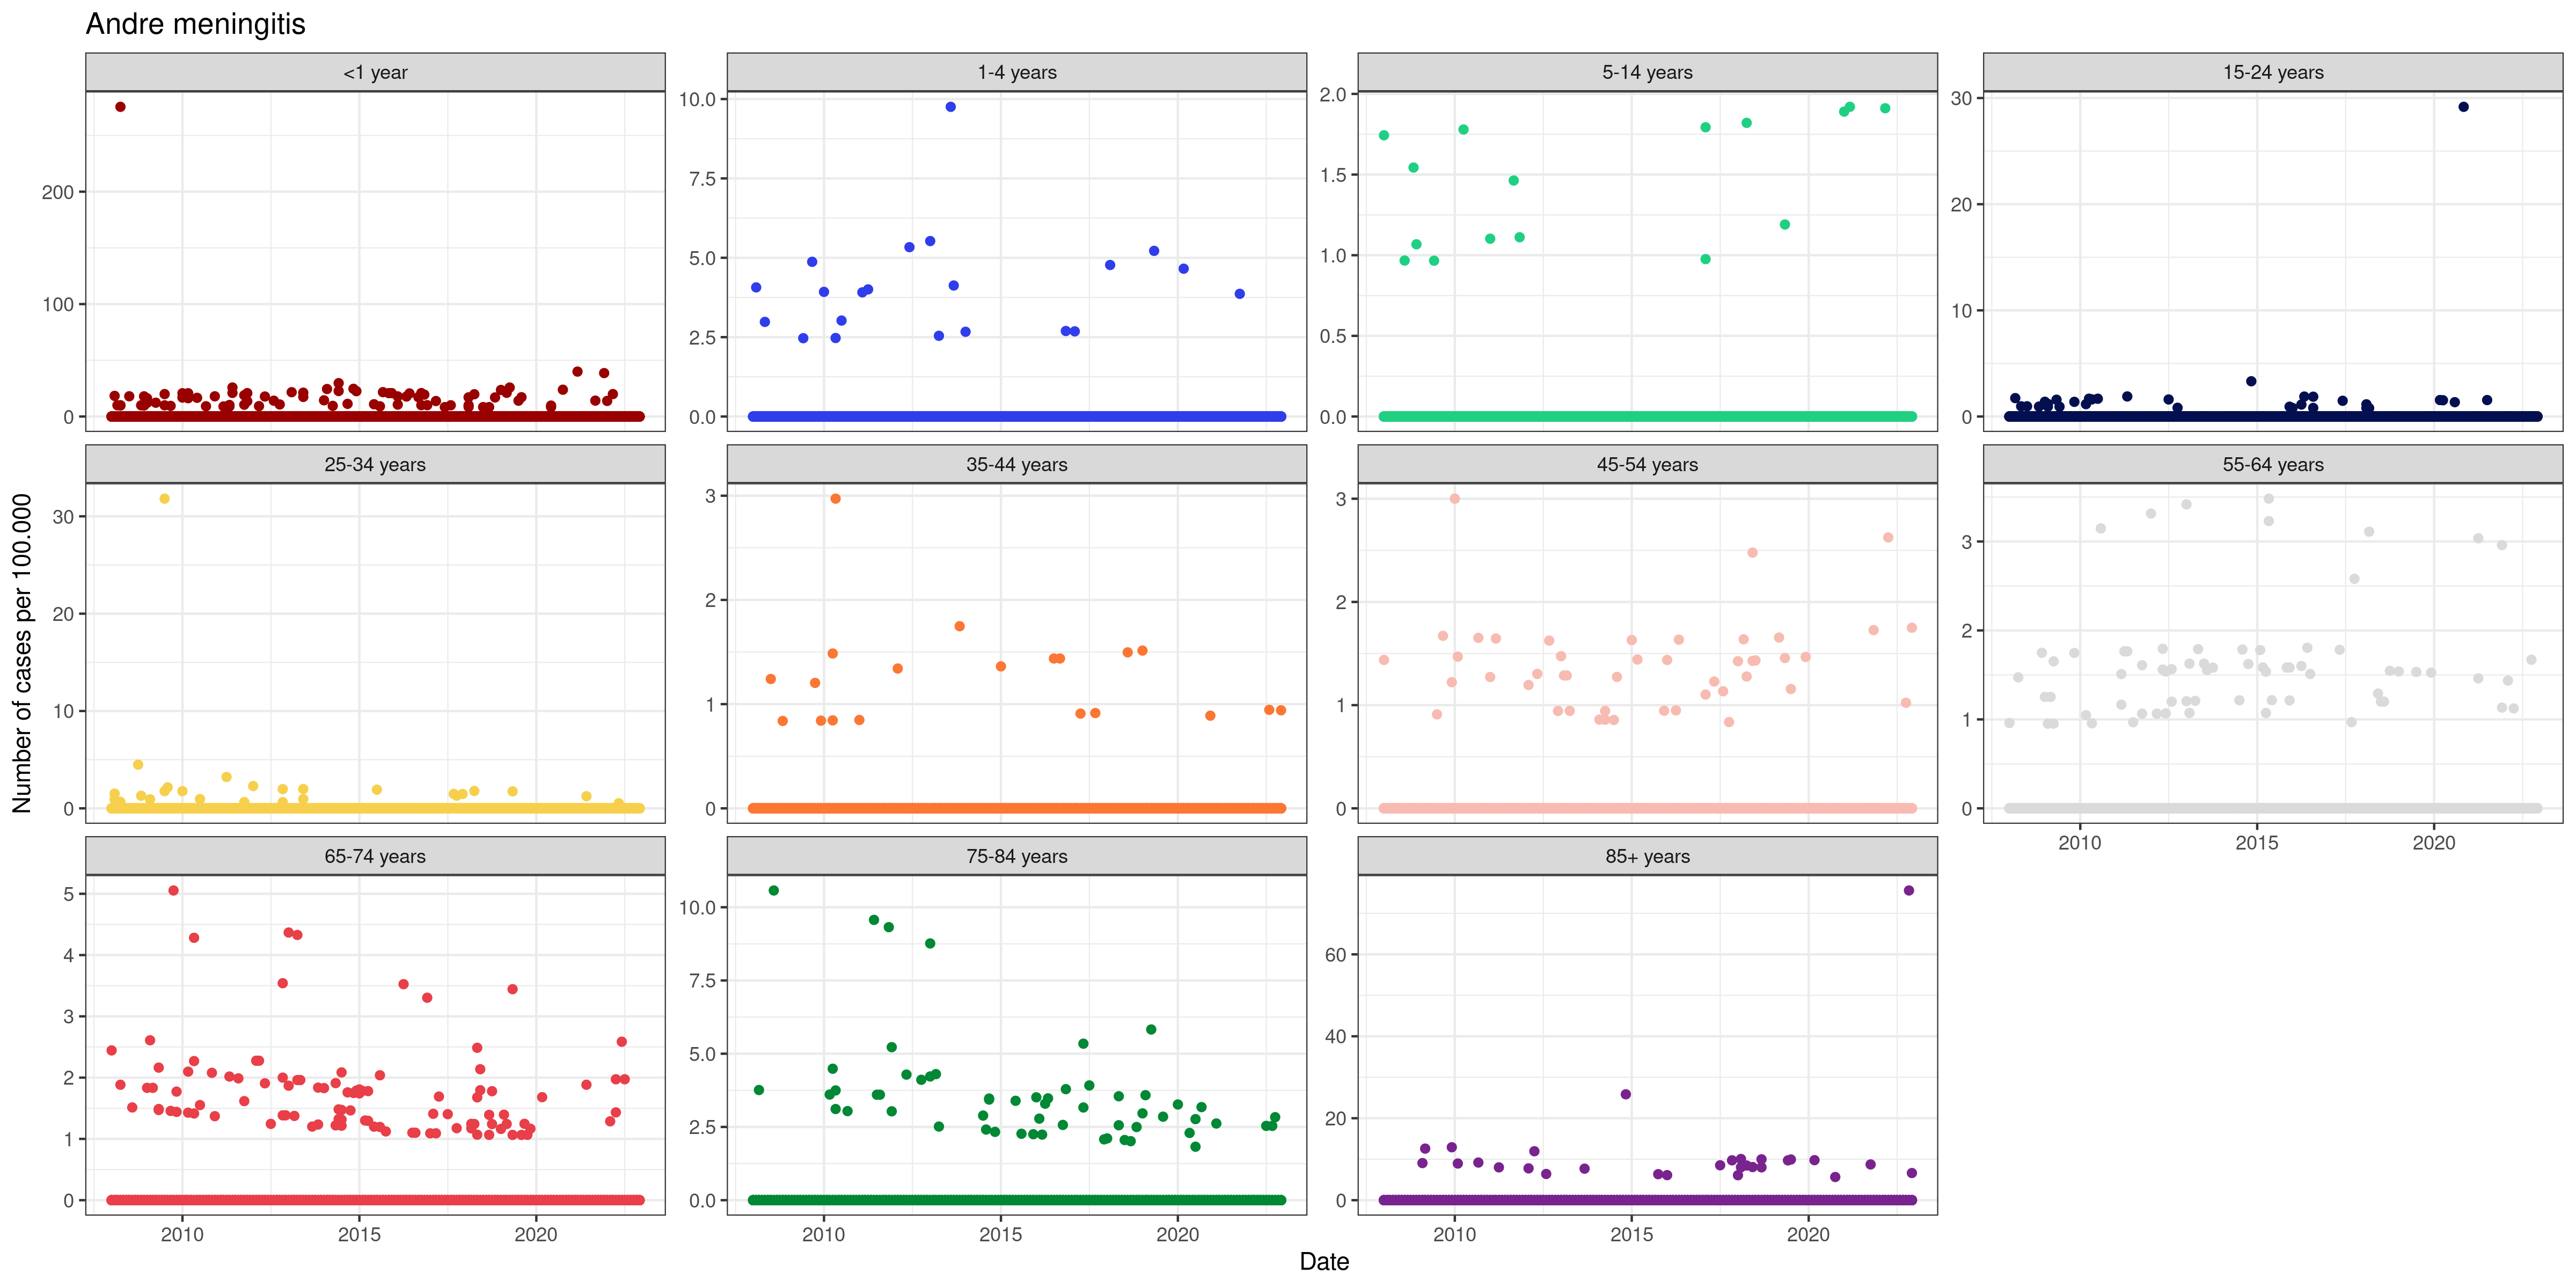 Andre meningitis
<1 year
1-4 years
5-14 years
15-24 years
200
100
0
10.0
7.5
5.0
2.5
0.0
2.0
1.5
1.0
0.5
0.0
30
20
10
0
25-34 years
35-44 years
45-54 years
55-64 years
30
20
10
0
3
2
1
0
3
2
1
0
3
2
1
0
2010 2015 2020
Number of cases per 100.000
65-74 years
75-84 years
85+ years
5
4
3
2
1
0
10.0
7.5
5.0
2.5
0.0
60
40
20
0
2010 2015 2020
2010 2015 2020
2010 2015 2020
Date